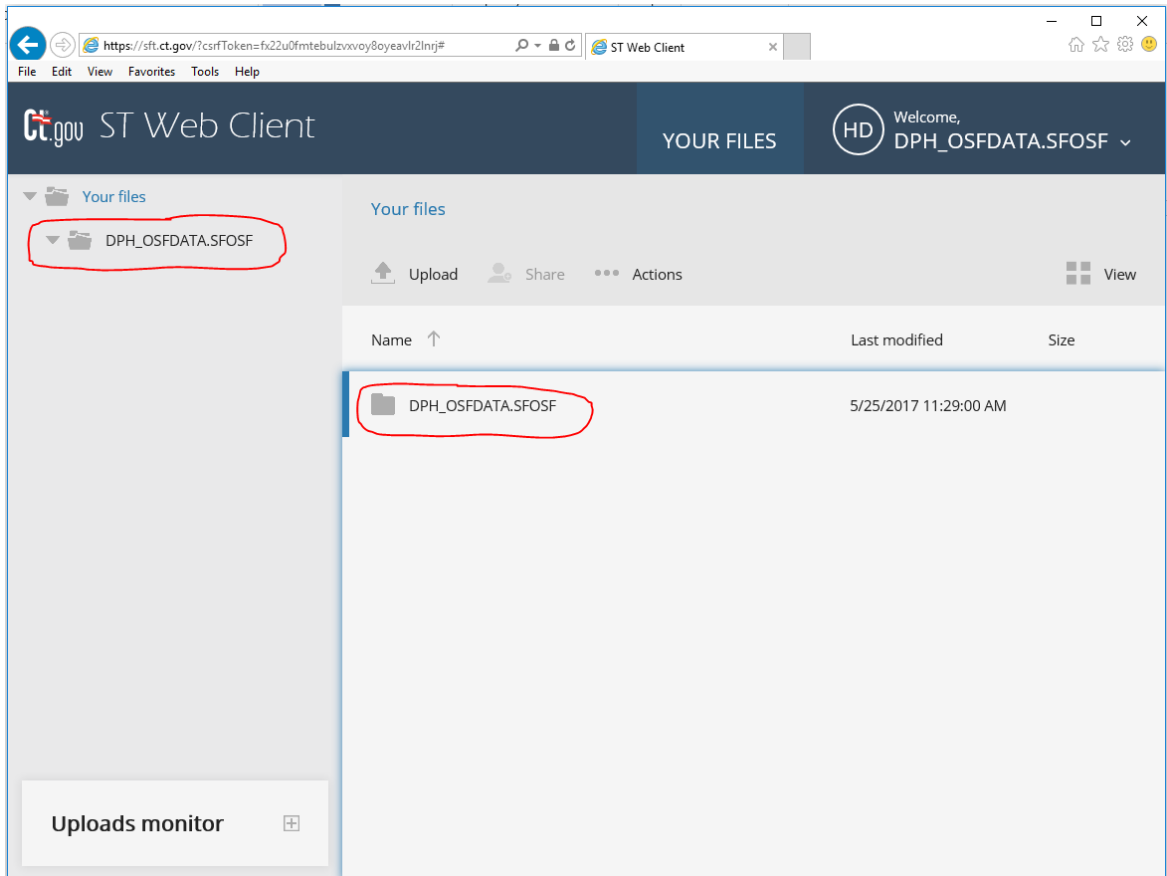 https://sft.ct.gov/?csrfToken=fx22u0fmtebulzvxvoy8oyeavlr2lnrj#
ST Web Client
File Edit View Favorites Tools Help
Ct.gov ST Web Client
YOUR FILES
HD
Welcome,
DPH_OSFDATA.SFOSF
Your files
DPH_OSFDATA.SFOSF
Your files
Upload Share Actions View
Name Last modified Size
DPH_OSFDATA.SFOSF 5/25/2017 11:29:00 AM
Uploads monitor